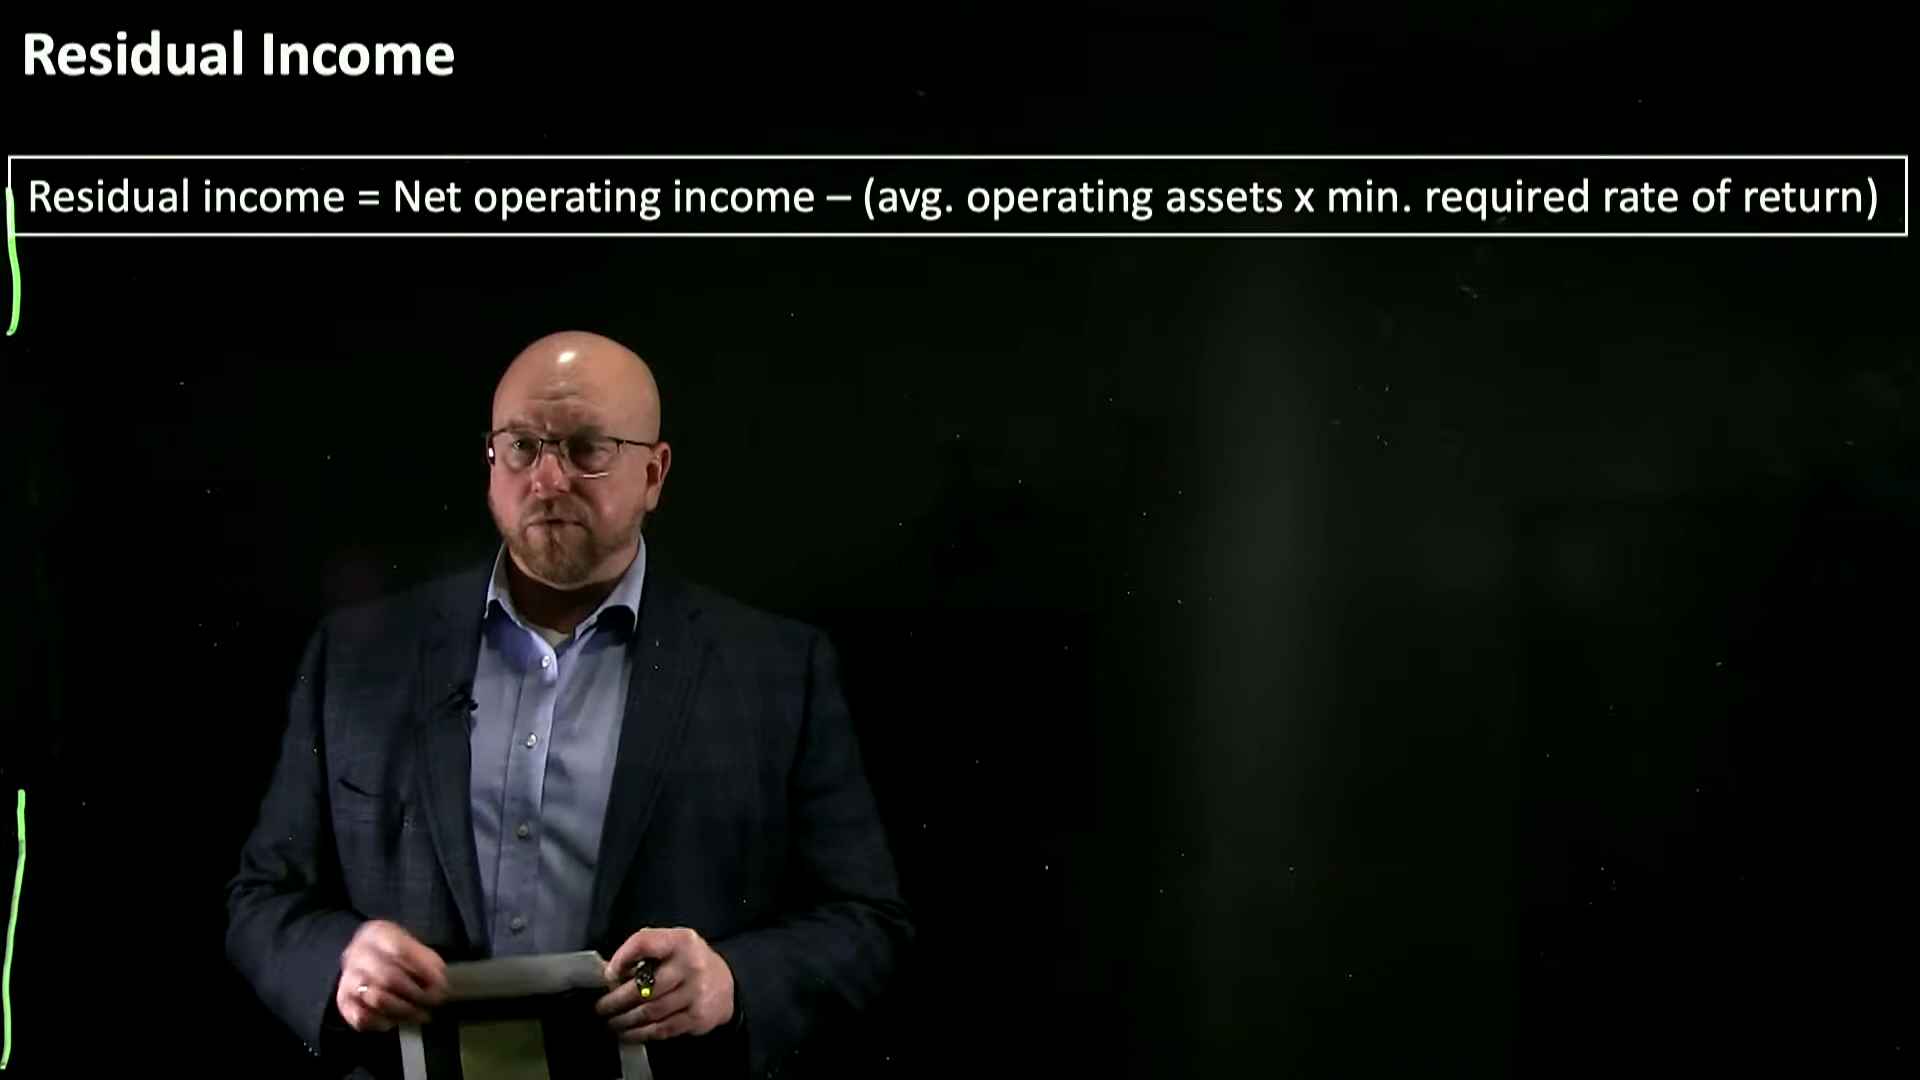 Residual Income
Residual income = Net operating income – (avg. operating assets x min. required rate of return)